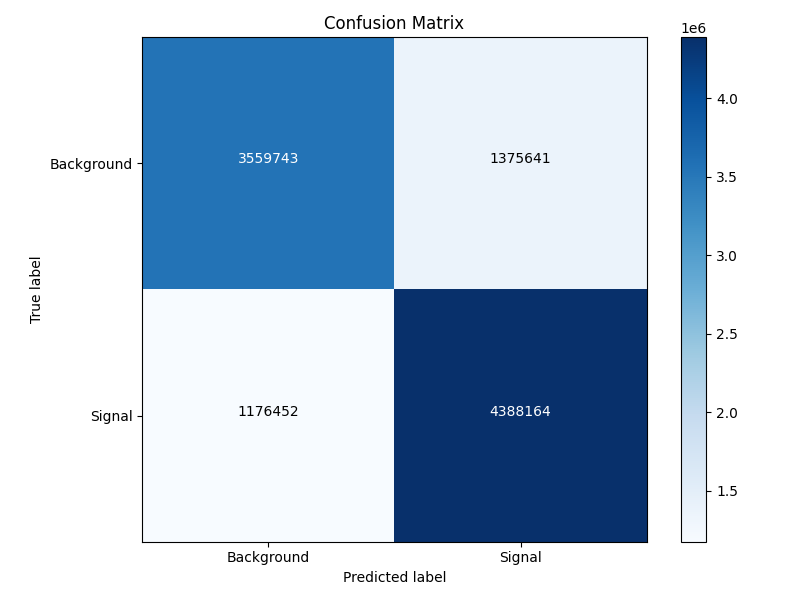 Confusion Matrix
1e6
Background
3559743
1375641
Signal
1176452
4388164
True label
Background
Signal
Predicted label
4.0
3.5
3.0
2.5
2.0
1.5